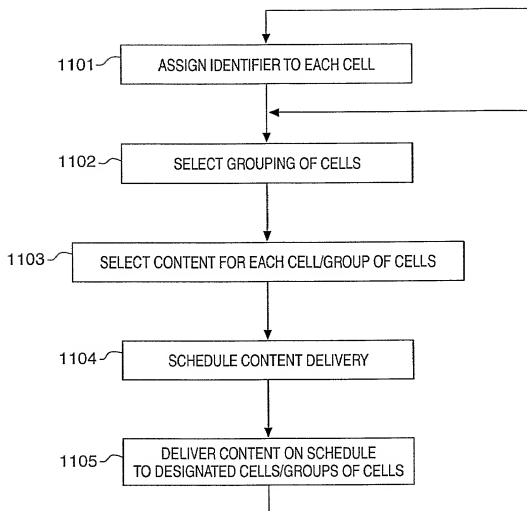 1101 ASSIGN IDENTIFIER TO EACH CELL
1102 SELECT GROUPING OF CELLS
1103 SELECT CONTENT FOR EACH CELL/GROUP OF CELLS
1104 SCHEDULE CONTENT DELIVERY
1105 DELIVER CONTENT ON SCHEDULE
TO DESIGNATED CELLS/GROUPS OF CELLS